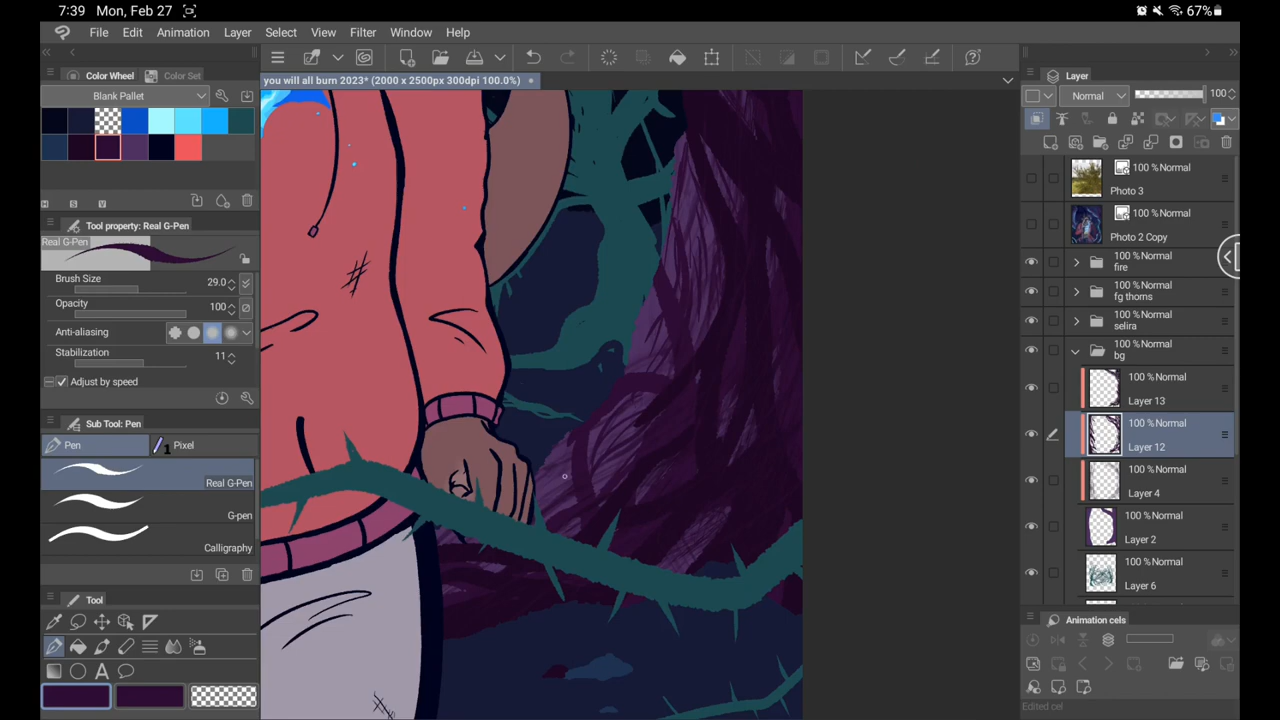 7:39 Mon, Feb 27
67%
File Edit Animation Layer Select View Filter Window Help
you will all burn 2023* (2000 x 2500px 300dpi 100.0%)
Color Wheel Color Set
Blank Pallet
H S V
Tool property: Real G-Pen
Real G-Pen
Brush Size 29.0
Opacity 100
Anti-aliasing
Stabilization 11
Adjust by speed
Sub Tool: Pen
Pen 1 Pixel
Real G-Pen
G-pen
Calligraphy
Tool
A
Layer
Normal 100
100 %Normal
Photo 3
100 %Normal
Photo 2 Copy
100 %Normal
fire
100 %Normal
fg thorns
100 %Normal
selira
100 %Normal
bg
100 %Normal
Layer 13
100 %Normal
Layer 12
100 %Normal
Layer 4
100 %Normal
Layer 2
100 %Normal
Layer 6
Animation cels
Edited cel